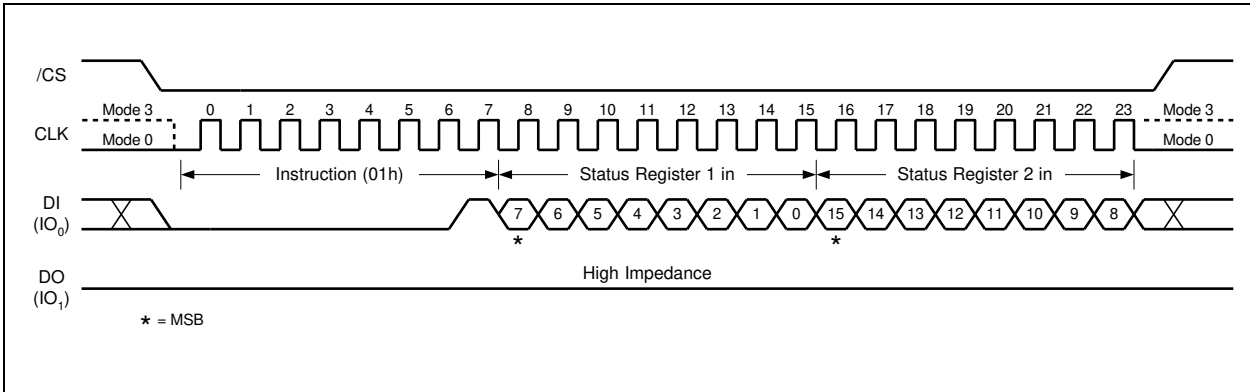 /CS
Mode 3 0 1 2 3 4 5 6 7 8 9 10 11 12 13 14 15 16 17 18 19 20 21 22 23 Mode 3
CLK
Mode 0 Mode 0
Instruction (01h) Status Register 1 in Status Register 2 in
DI
(IO0) 7 6 5 4 3 2 1 0 15 14 13 12 11 10 9 8
* *
High Impedance
DO
(IO1)
* = MSB